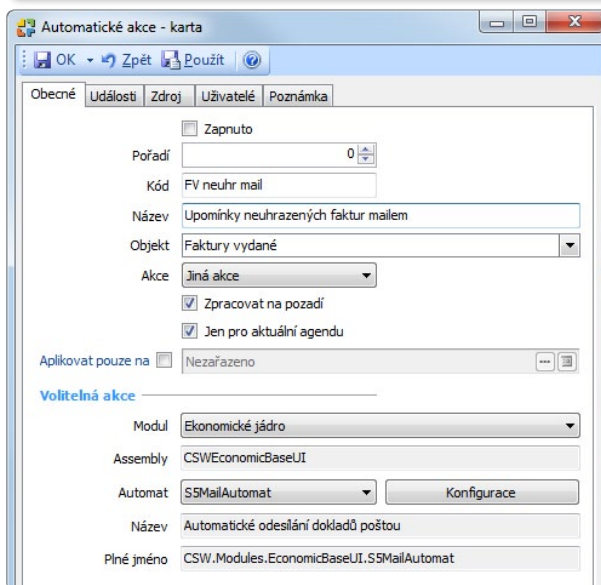 Automatické akce - karta
OK Zpět Použít
Obecné Události Zdroj Uživatelé Poznámka
Zapnuto
Pořadí 0
Kód FV neuhr mail
Název Upomínky neuhrazených faktur mailem
Objekt Faktury vydané
Akce Jiná akce
Zpracovat na pozadí
Jen pro aktuální agendu
Aplikovat pouze na Nezařazeno
Volitelná akce
Modul Ekonomické jádro
Assembly CSWEconomicBaseUI
Automat S5MailAutomat Konfigurace
Název Automatické odesílání dokladů poštou
Plné jméno CSW.Modules.EconomicBaseUI.S5MailAutomat